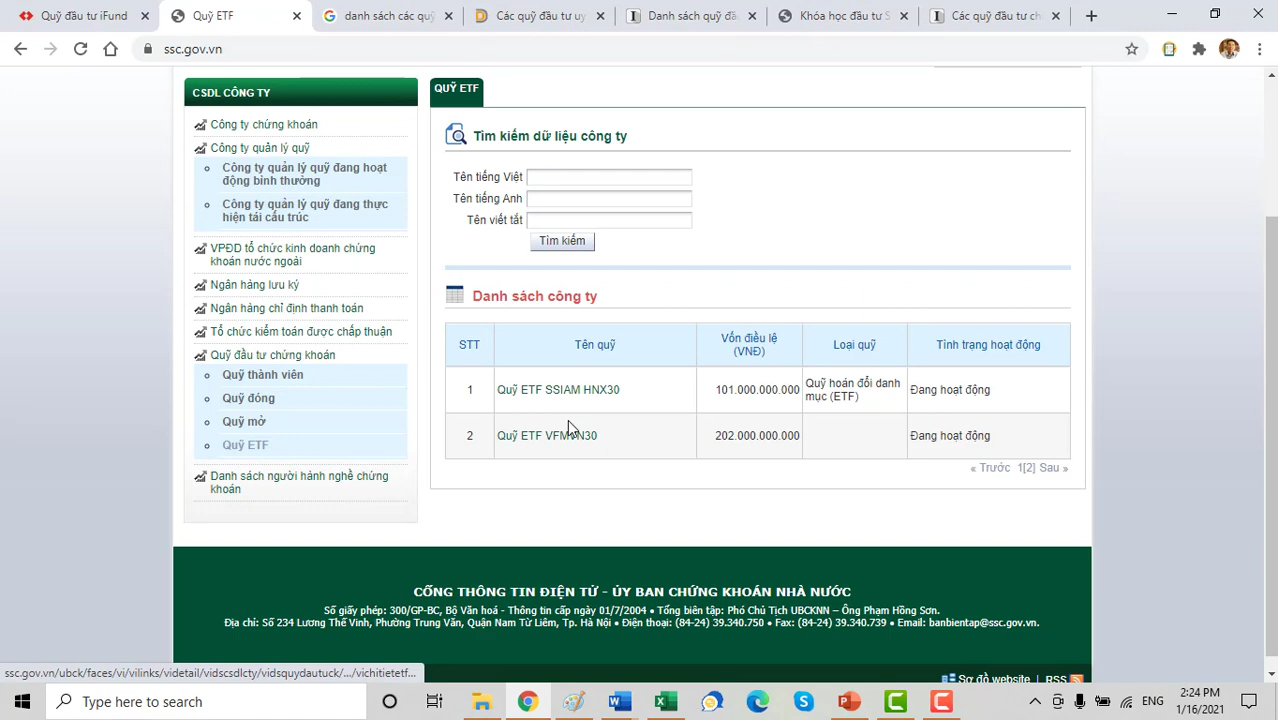 Quỹ đầu tư iFund
Quỹ ETF
danh sách các quỹ
Các quỹ đầu tư uy
Danh sách quỹ đầu
Khóa học đầu tư S
Các quỹ đầu tư ch
ssc.gov.vn
CSDL CÔNG TY
Công ty chứng khoán
Công ty quản lý quỹ
Công ty quản lý quỹ đang hoạt
động bình thường
Công ty quản lý quỹ đang thực
hiện tái cấu trúc
VPĐD tổ chức kinh doanh chứng
khoán nước ngoài
Ngân hàng lưu ký
Ngân hàng chỉ định thanh toán
Tổ chức kiểm toán được chấp thuận
Quỹ đầu tư chứng khoán
Quỹ thành viên
Quỹ đóng
Quỹ mở
Quỹ ETF
Danh sách người hành nghề chứng
khoán
QUỸ ETF
Tìm kiếm dữ liệu công ty
Tên tiếng Việt
Tên tiếng Anh
Tên viết tắt
Tìm kiếm
Danh sách công ty
STT
Tên quỹ
Vốn điều lệ
(VNĐ)
Loại quỹ
Tình trạng hoạt động
1
Quỹ ETF SSIAM HNX30
101.000.000.000
Quỹ hoán đổi danh
mục (ETF)
Đang hoạt động
2
Quỹ ETF VFMVN30
202.000.000.000
Đang hoạt động
« Trước 1[2] Sau »
CỔNG THÔNG TIN ĐIỆN TỬ - ỦY BAN CHỨNG KHOÁN NHÀ NƯỚC
Số giấy phép: 300/GP-BC, Bộ Văn hoá - Thông tin cấp ngày 01/7/2004 • Tổng biên tập: Phó Chủ Tịch UBCKNN – Ông Phạm Hồng Sơn.
Địa chỉ: Số 234 Lương Thế Vinh, Phường Trung Văn, Quận Nam Từ Liêm, Tp. Hà Nội • Điện thoại: (84-24) 39.340.750 • Fax: (84-24) 39.340.739 • Email: banbientap@ssc.gov.vn.
Sơ đồ website | RSS
ssc.gov.vn/ubck/faces/vi/vilinks/videtail/vidscsdlcty/vidsquydautuck/.../vichitietetf...
Type here to search
ENG
2:24 PM
1/16/2021